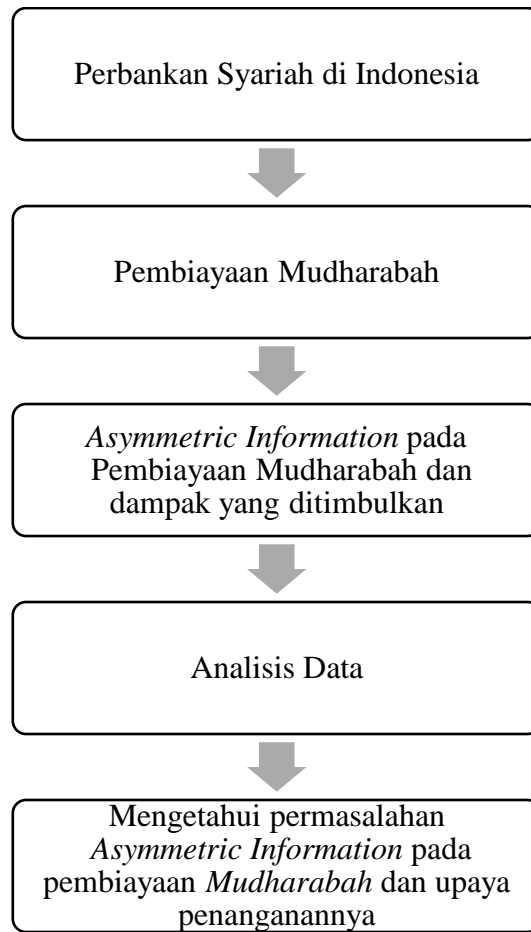 Perbankan Syariah di Indonesia
Pembiayaan Mudharabah
Asymmetric Information pada
Pembiayaan Mudharabah dan
dampak yang ditimbulkan
Analisis Data
Mengetahui permasalahan
Asymmetric Information pada
pembiayaan Mudharabah dan upaya
penanganannya